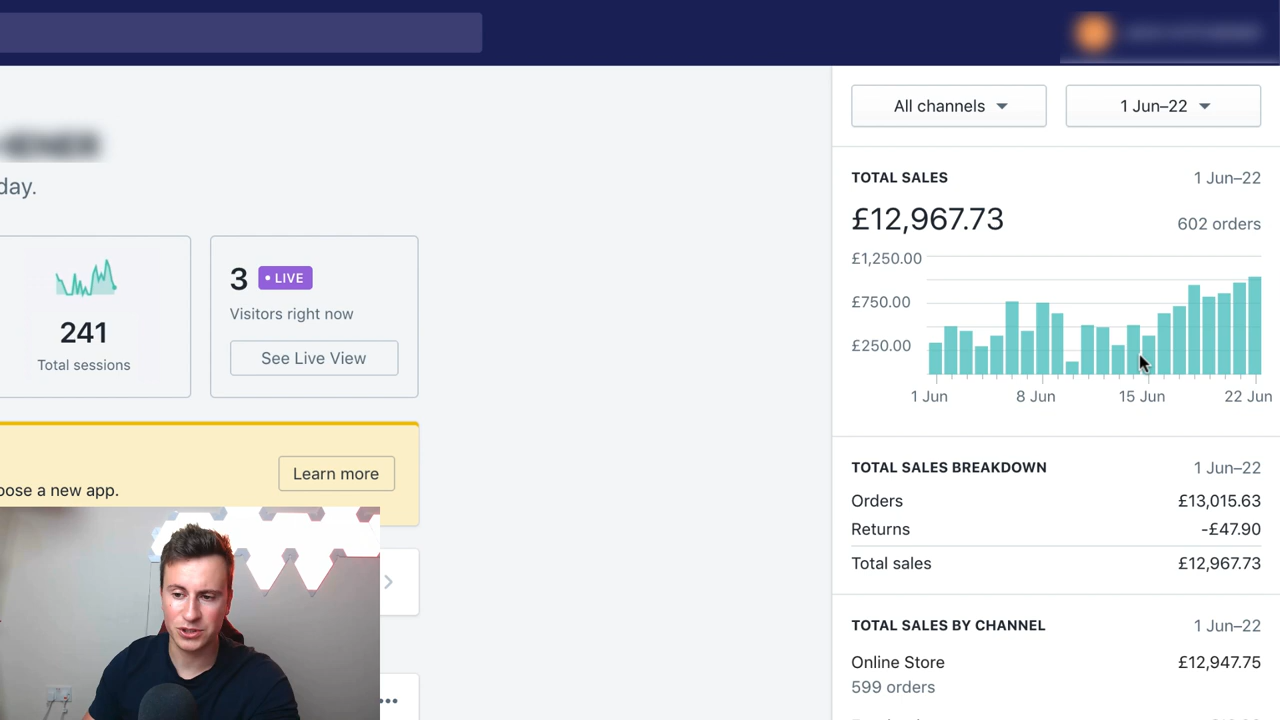 All channels
1 Jun–22
day.
TOTAL SALES
1 Jun–22
£12,967.73
602 orders
£1,250.00
£750.00
£250.00
1 Jun
8 Jun
15 Jun
22 Jun
241
Total sessions
3
• LIVE
Visitors right now
See Live View
Learn more
oose a new app.
TOTAL SALES BREAKDOWN
1 Jun–22
Orders
£13,015.63
Returns
-£47.90
Total sales
£12,967.73
TOTAL SALES BY CHANNEL
1 Jun–22
Online Store
£12,947.75
599 orders